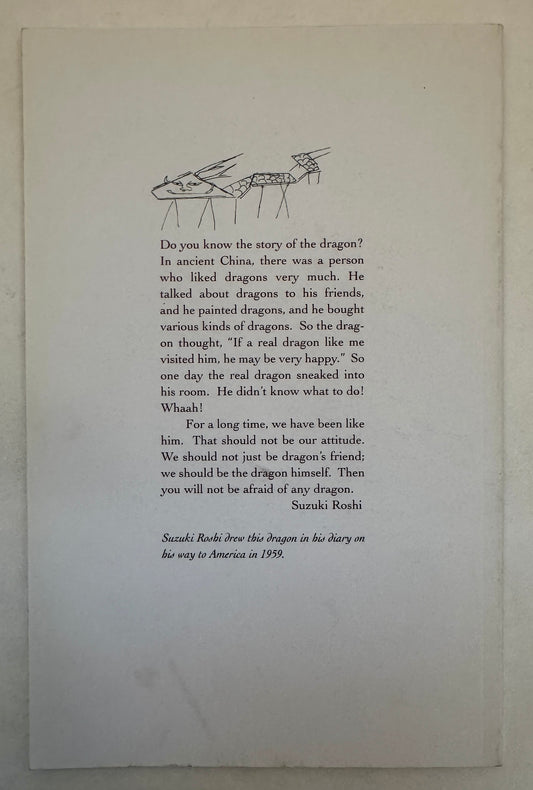 Do you know the story of the dragon?
In ancient China, there was a person
who liked dragons very much. He
talked about dragons to his friends,
and he painted dragons, and he bought
various kinds of dragons. So the drag-
on thought, “If a real dragon like me
visited him, he may be very happy.” So
one day the real dragon sneaked into
his room. He didn’t know what to do!
Whaah!
For a long time, we have been like
him. That should not be our attitude.
We should not just be dragon’s friend;
we should be the dragon himself. Then
you will not be afraid of any dragon.
Suzuki Roshi
Suzuki Roshi drew this dragon in his diary on
his way to America in 1959.